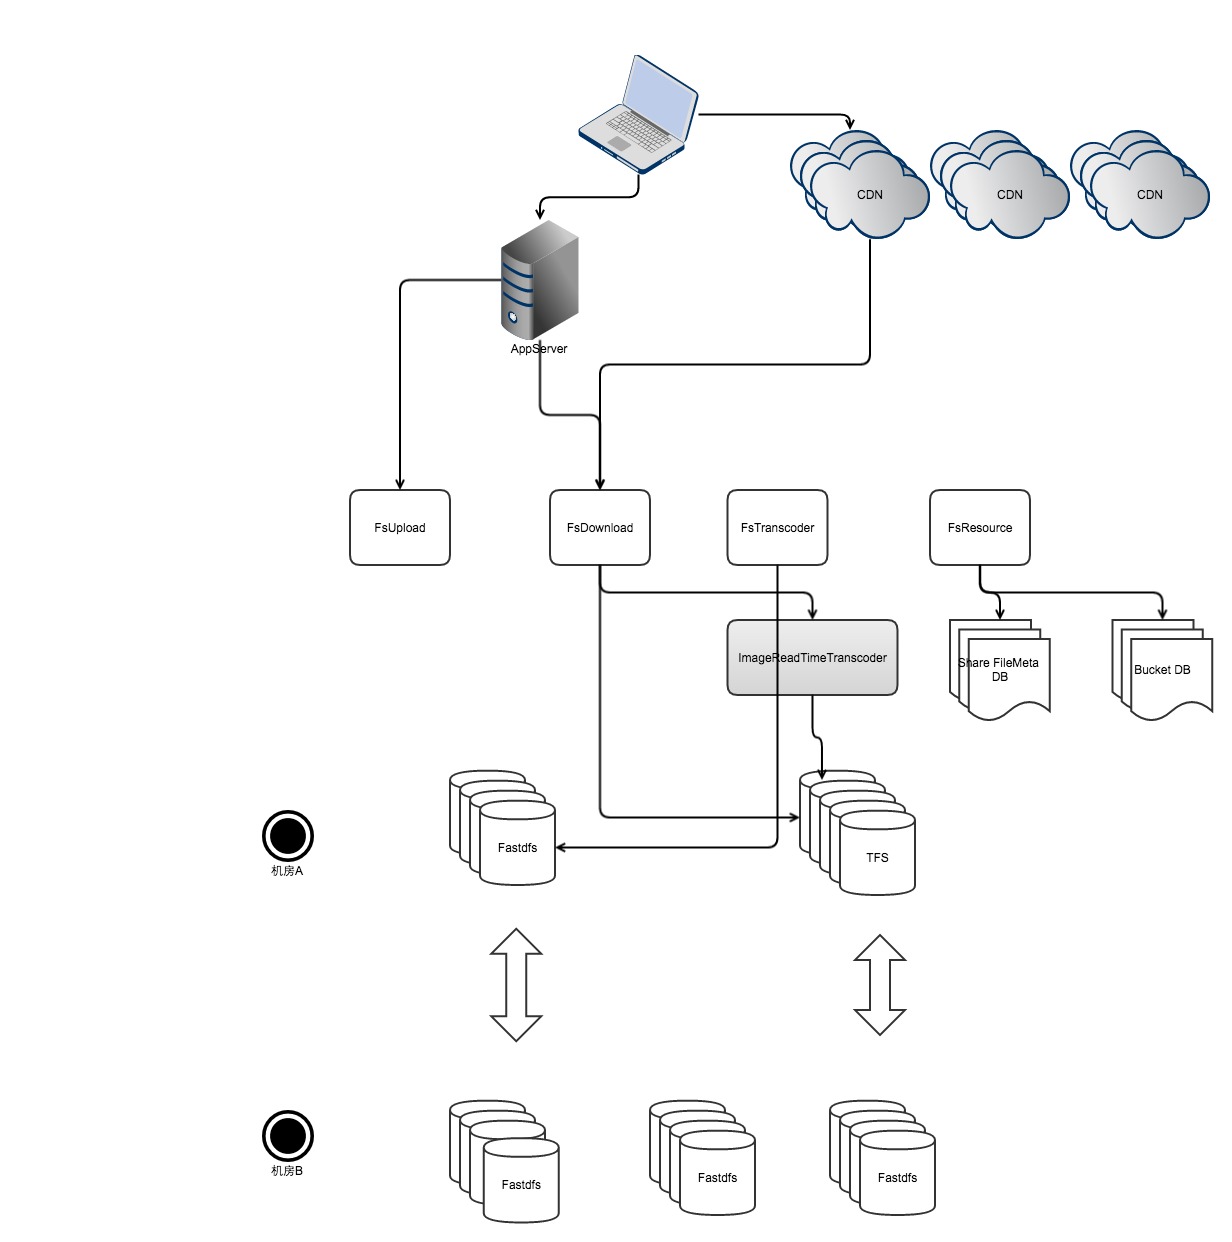 CDN
CDN
CDN
AppServer
FsUpload
FsDownload
FsTranscoder
FsResource
ImageReadTimeTranscoder
Share FileMeta
DB
Bucket DB
Fastdfs
TFS
机房A
Fastdfs
Fastdfs
Fastdfs
机房B